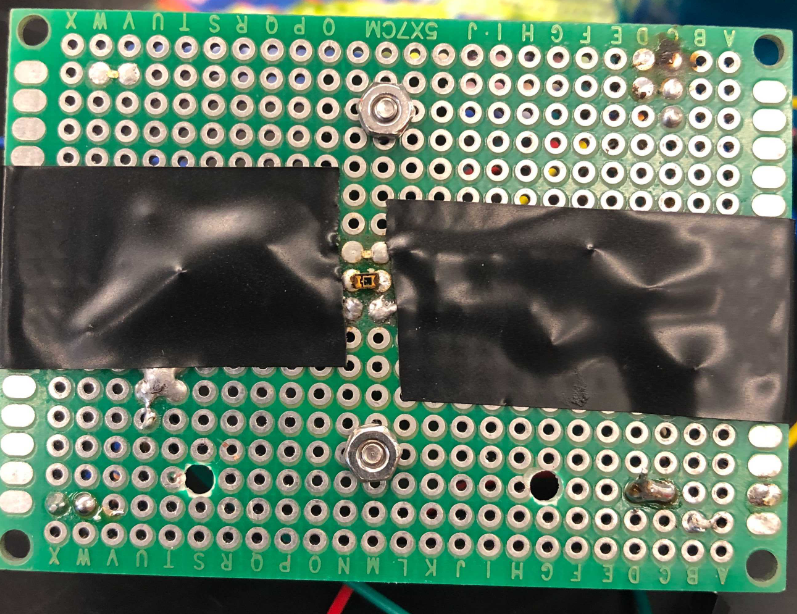 X W V U T S R Q P O 5X7CM J I H G F E D C B A
X W V U T S R Q P O N M L K J I H G F E D C B A